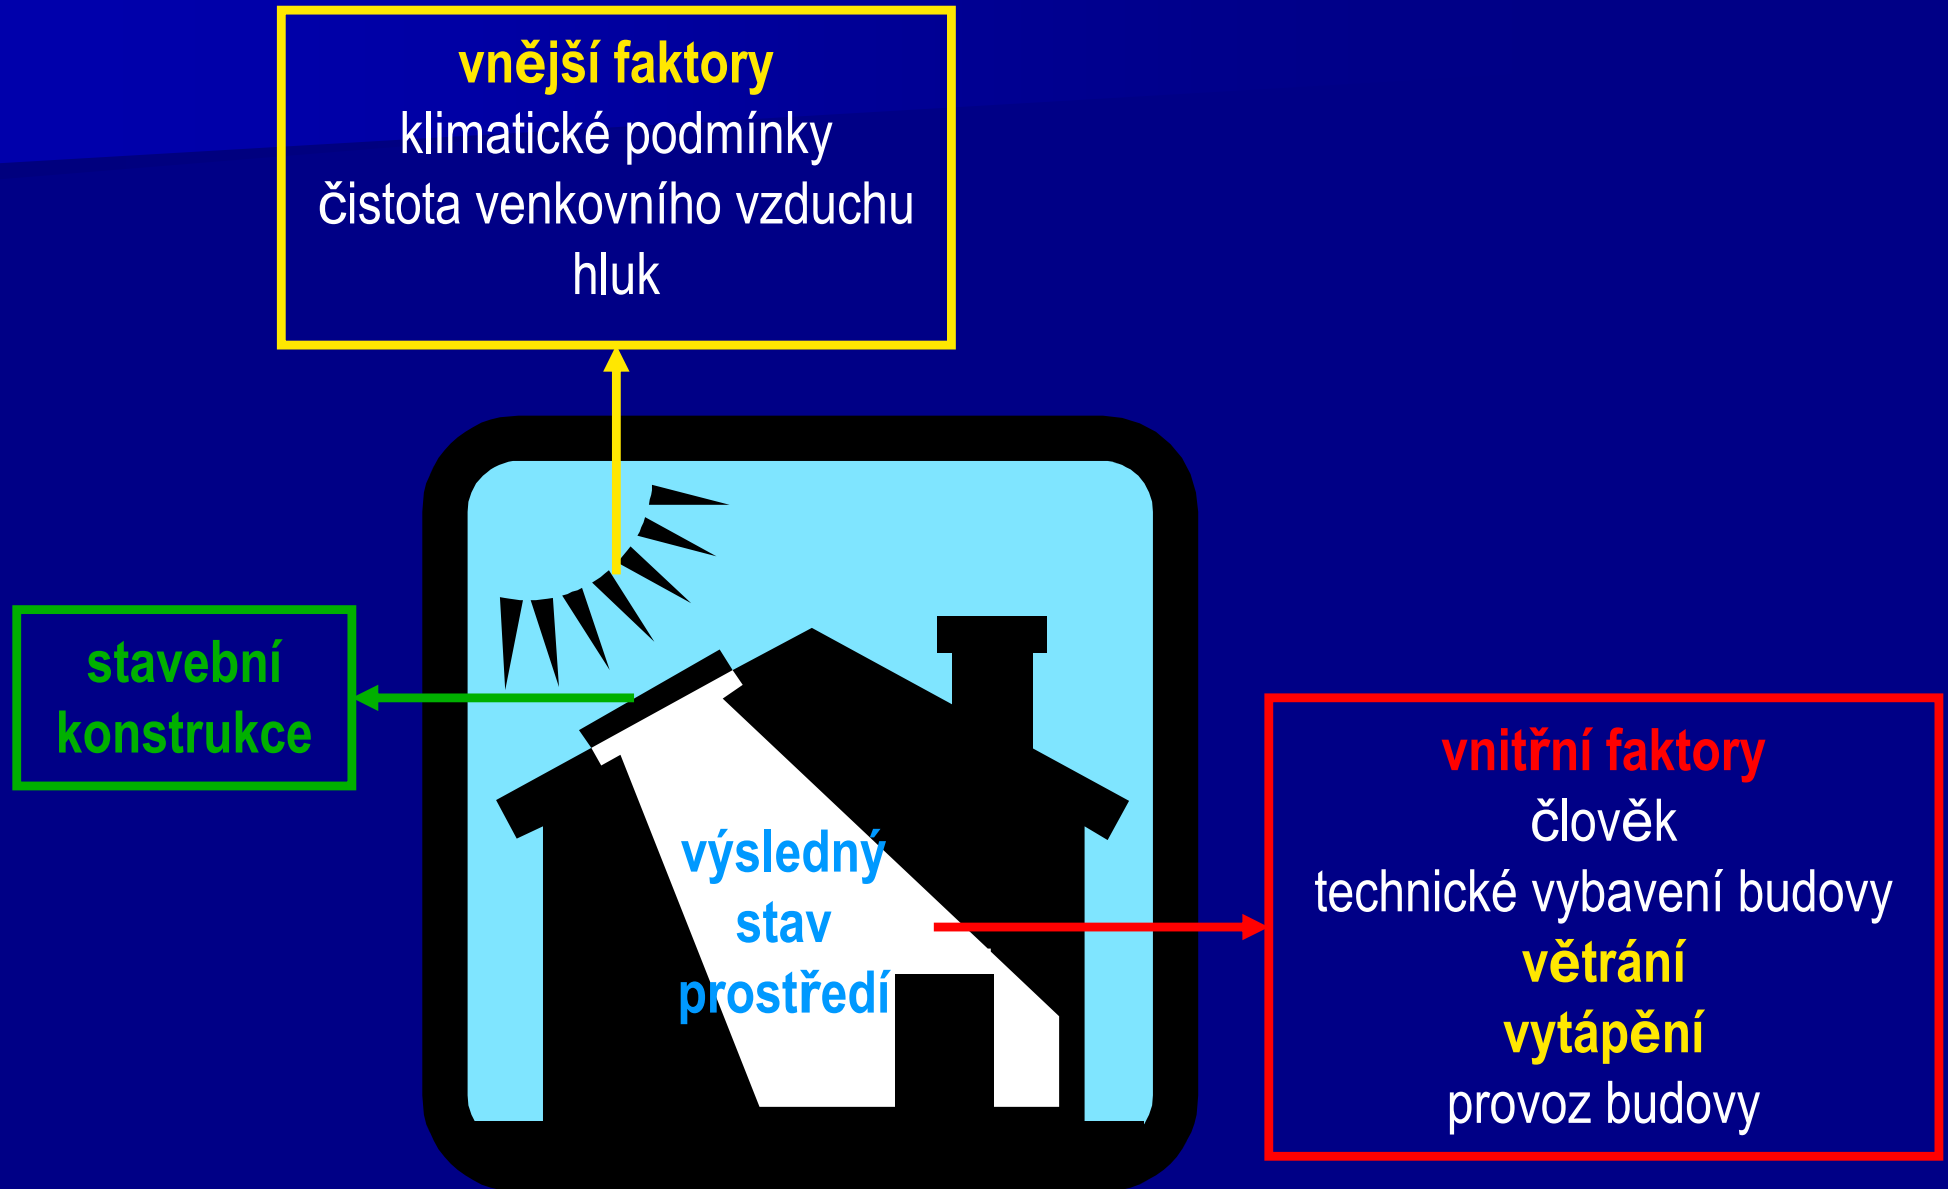 vnější faktory
klimatické podmínky
čistota venkovního vzduchu
hluk
stavební
konstrukce
výsledný
stav
prostředí
vnitřní faktory
člověk
technické vybavení budovy
větrání
vytápění
provoz budovy